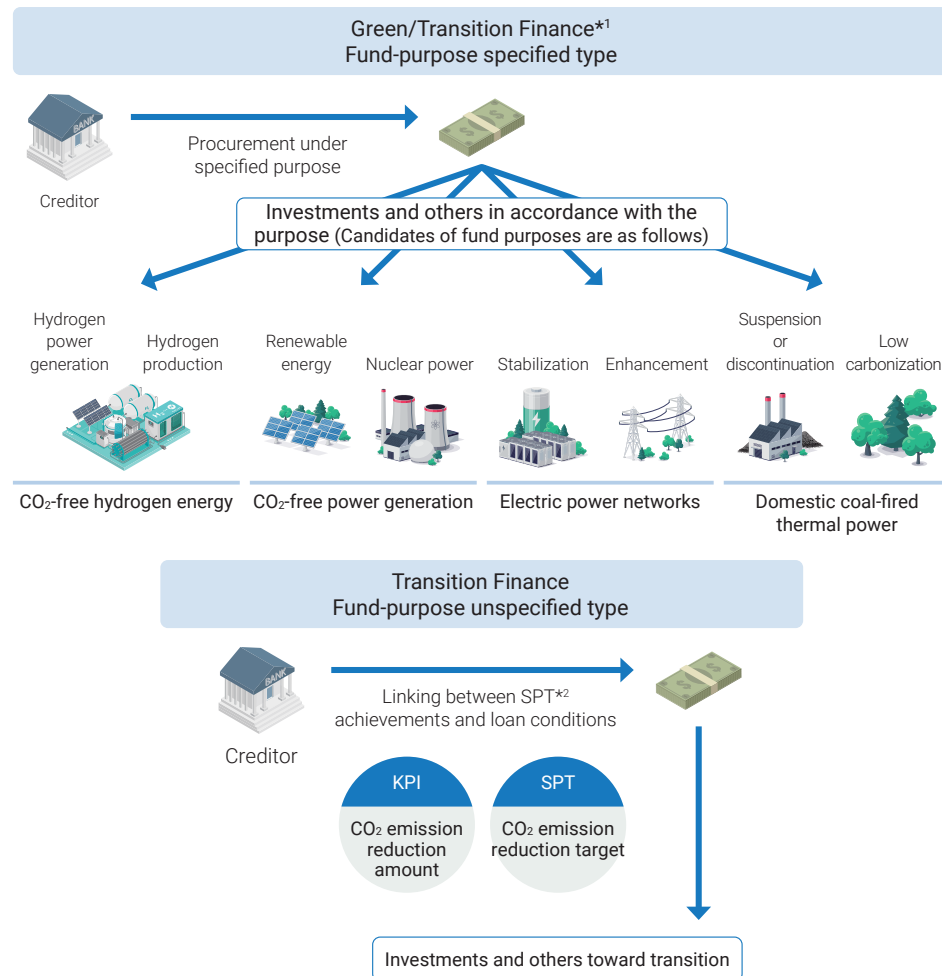 Green/Transition Finance*1
Fund-purpose specified type
BANK
Creditor
Procurement under
specified purpose
Investments and others in accordance with the
purpose (Candidates of fund purposes are as follows)
Hydrogen
power
generation
Hydrogen
production
CO₂-free hydrogen energy
Renewable
energy
Nuclear power
CO₂-free power generation
Stabilization
Enhancement
Electric power networks
Suspension
or
discontinuation
Low
carbonization
Domestic coal-fired
thermal power
Transition Finance
Fund-purpose unspecified type
BANK
Creditor
Linking between SPT*2
achievements and loan conditions
KPI
CO₂ emission
reduction
amount
SPT
CO₂ emission
reduction target
Investments and others toward transition